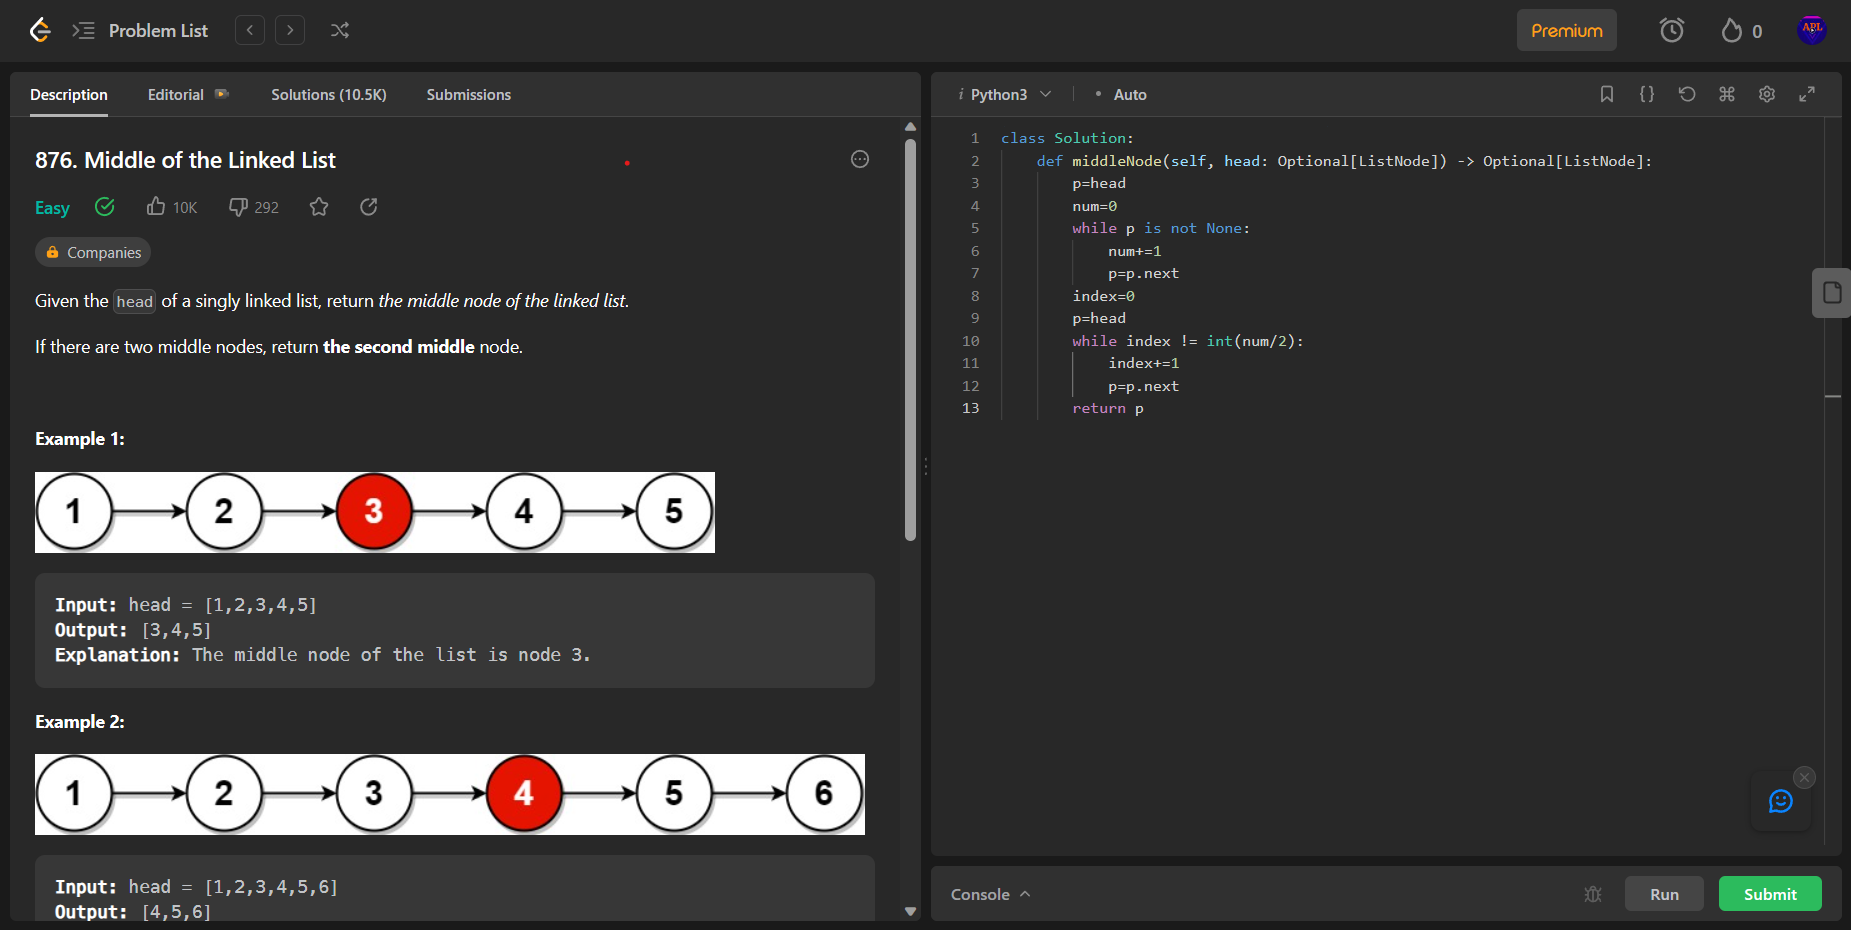 Problem List
Premium
0
APL
Description
Editorial
Solutions (10.5K)
Submissions
876. Middle of the Linked List
Easy
10K
292
Companies
Given the head of a singly linked list, return the middle node of the linked list.
If there are two middle nodes, return the second middle node.
Example 1:
1 2 3 4 5
Input: head = [1,2,3,4,5]
Output: [3,4,5]
Explanation: The middle node of the list is node 3.
Example 2:
1 2 3 4 5 6
Input: head = [1,2,3,4,5,6]
Output: [4,5,6]
i Python3
• Auto
1 class Solution:
2 def middleNode(self, head: Optional[ListNode]) -> Optional[ListNode]:
3 p=head
4 num=0
5 while p is not None:
6 num+=1
7 p=p.next
8 index=0
9 p=head
10 while index != int(num/2):
11 index+=1
12 p=p.next
13 return p
Console
Run
Submit